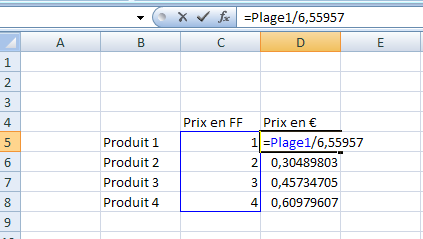 =Plage1/6,55957
A B C D E
1
2
3
4 Prix en FF Prix en €
5 Produit 1 1 =Plage1/6,55957
6 Produit 2 2 0,30489803
7 Produit 3 3 0,45734705
8 Produit 4 4 0,60979607
9